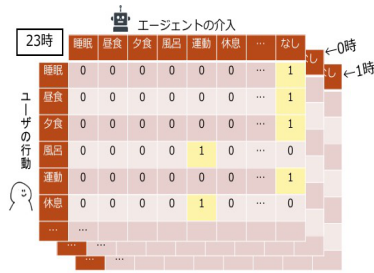 エージェントの介入
23時
睡眠 昼食 夕食 風呂 運動 休息 … なし
睡眠 0 0 0 0 0 0 … 1
昼食 0 0 0 0 0 0 … 1
夕食 0 0 0 0 0 0 … 1
風呂 0 0 0 0 1 0 … 0
運動 0 0 0 0 0 0 … 1
休息 0 0 0 0 1 0 … 0
… …
… …
… …
ユーザの行動
し ←0時
し ←1時